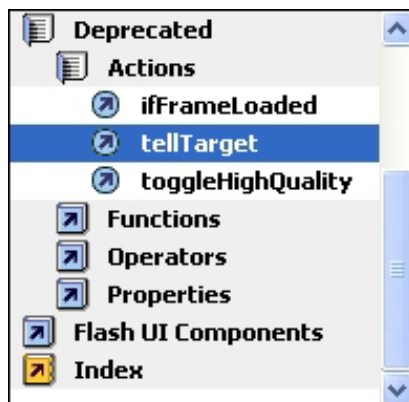 Deprecated
Actions
ifFrameLoaded
tellTarget
toggleHighQuality
Functions
Operators
Properties
Flash UI Components
Index